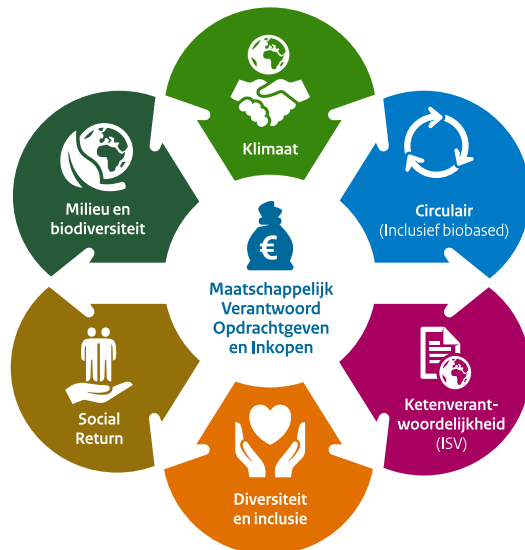 Klimaat
Circulair
(Inclusief biobased)
Ketenverant-
woordelijkheid
(ISV)
Diversiteit
en inclusie
Social
Return
Milieu en
biodiversiteit
€
Maatschappelijk
Verantwoord
Opdrachtgeven
en Inkopen